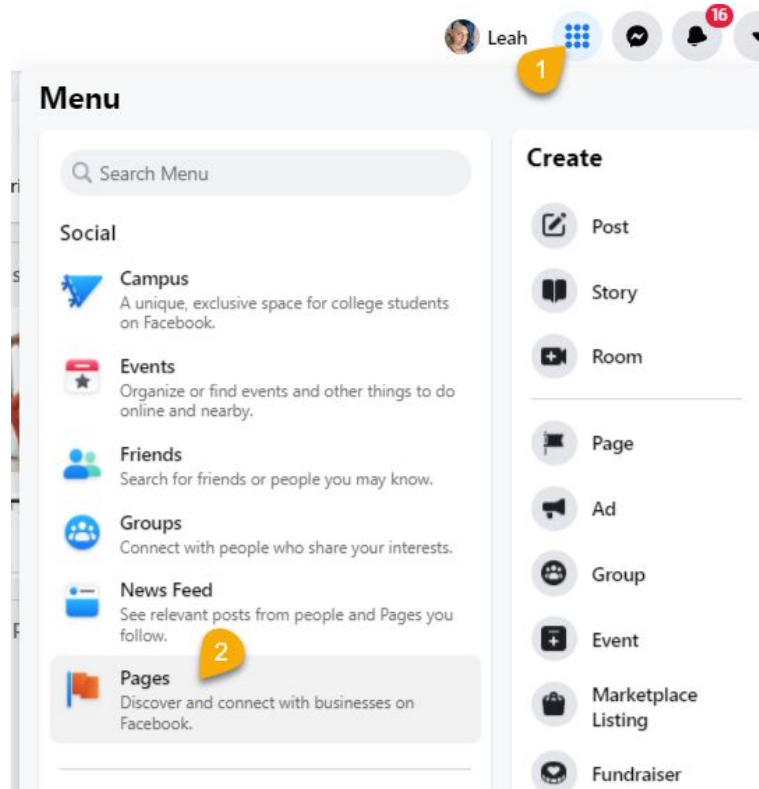 16
Leah
1
Menu
Search Menu
Social
Campus
A unique, exclusive space for college students
on Facebook.
Events
Organize or find events and other things to do
online and nearby.
Friends
Search for friends or people you may know.
Groups
Connect with people who share your interests.
News Feed
See relevant posts from people and Pages you
follow.
2
Pages
Discover and connect with businesses on
Facebook.
Create
Post
Story
Room
Page
Ad
Group
Event
Marketplace
Listing
Fundraiser